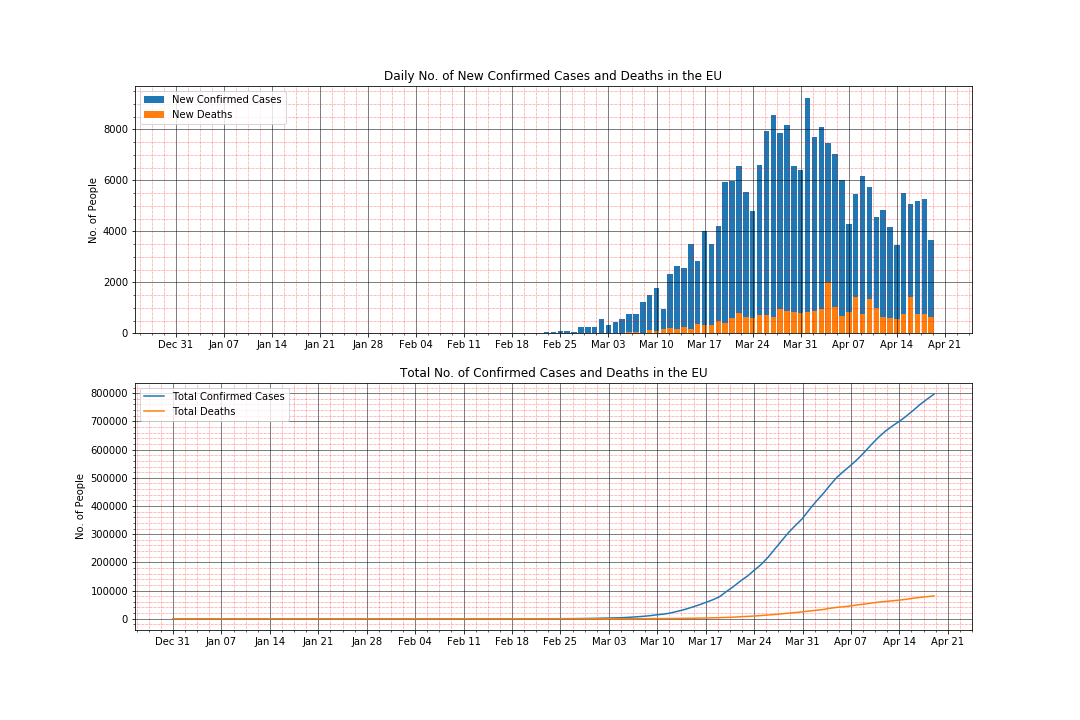 Daily No. of New Confirmed Cases and Deaths in the EU
New Confirmed Cases
New Deaths
No. of People
8000
6000
4000
2000
0
Dec 31 Jan 07 Jan 14 Jan 21 Jan 28 Feb 04 Feb 11 Feb 18 Feb 25 Mar 03 Mar 10 Mar 17 Mar 24 Mar 31 Apr 07 Apr 14 Apr 21
Total No. of Confirmed Cases and Deaths in the EU
Total Confirmed Cases
Total Deaths
No. of People
800000
700000
600000
500000
400000
300000
200000
100000
0
Dec 31 Jan 07 Jan 14 Jan 21 Jan 28 Feb 04 Feb 11 Feb 18 Feb 25 Mar 03 Mar 10 Mar 17 Mar 24 Mar 31 Apr 07 Apr 14 Apr 21